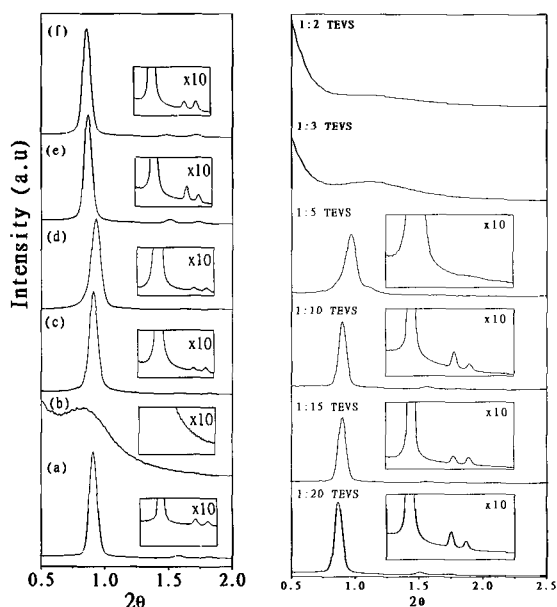 (f)
x10
(e)
x10
(d)
x10
(c)
x10
(b)
x10
(a)
x10
Intensity (a.u)
0.5 1.0 1.5 2.0
2θ
1:2 TEVS
1:3 TEVS
1:5 TEVS
x10
1:10 TEVS
x10
1:15 TEVS
x10
1:20 TEVS
x10
0.5 1.0 1.5 2.0 2.5
2θ